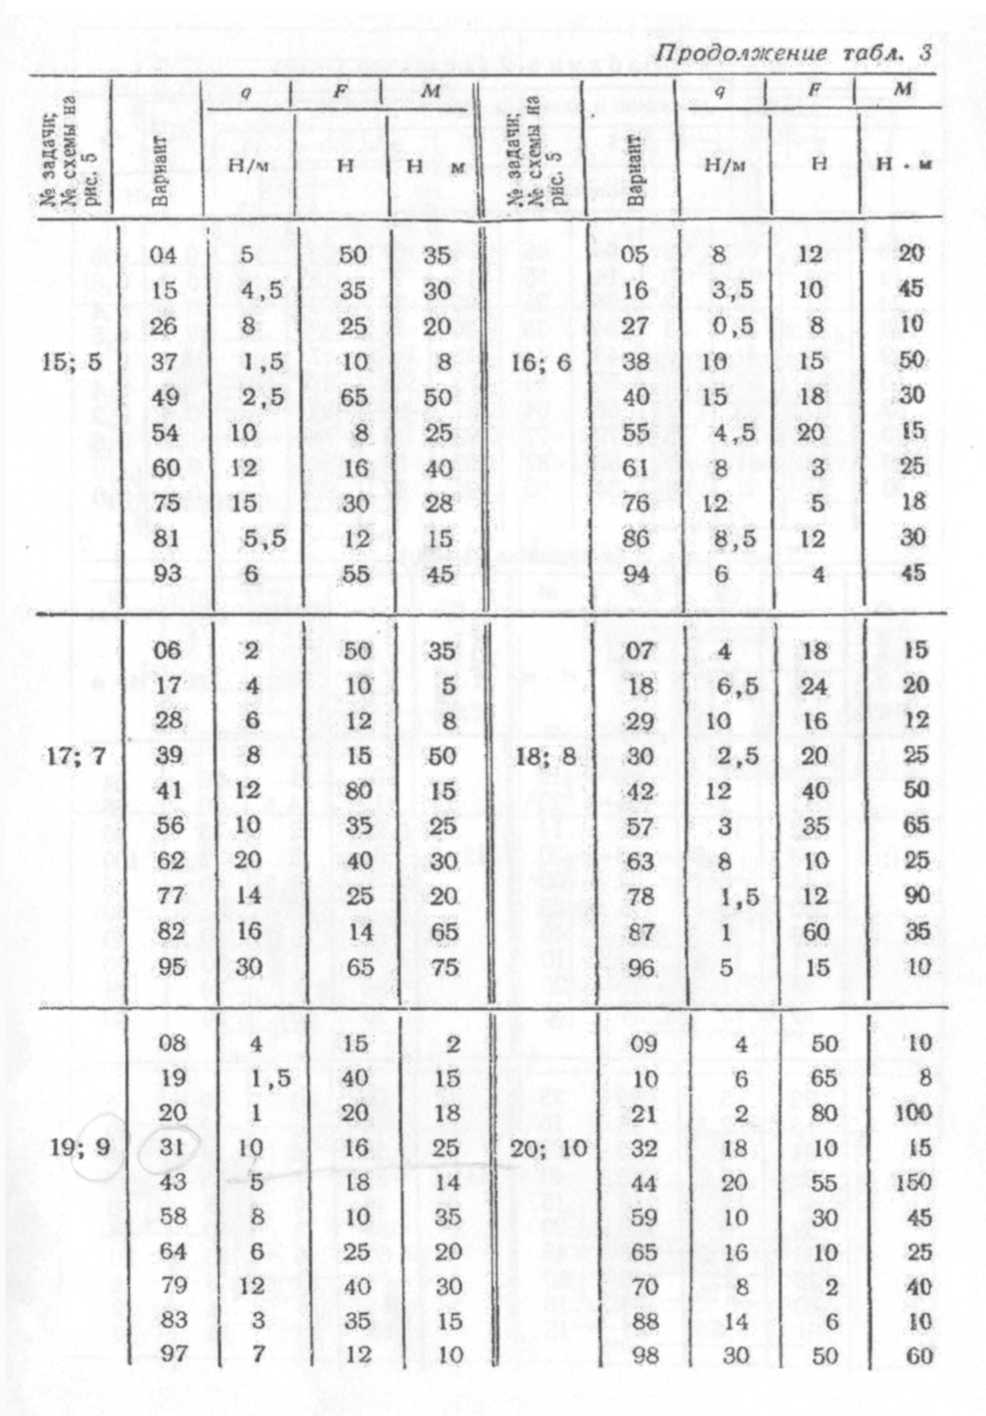 Продолжение табл. 3
№ задачи; № схемы на рис. 5 Вариант q F M № задачи; № схемы на рис. 5 Вариант q F M
Н/м Н Н м Н/м Н Н · м
04 5 50 35 05 8 12 20
15 4,5 35 30 16 3,5 10 45
26 8 25 20 27 0,5 8 10
15; 5 37 1,5 10 8 16; 6 38 10 15 50
49 2,5 65 50 40 15 18 30
54 10 8 25 55 4,5 20 15
60 12 16 40 61 8 3 25
75 15 30 28 76 12 5 18
81 5,5 12 15 86 8,5 12 30
93 6 55 45 94 6 4 45
06 2 50 35 07 4 18 15
17 4 10 5 18 6,5 24 20
28 6 12 8 29 10 16 12
17; 7 39 8 15 50 18; 8 30 2,5 20 25
41 12 80 15 42 12 40 50
56 10 35 25 57 3 35 65
62 20 40 30 63 8 10 25
77 14 25 20 78 1,5 12 90
82 16 14 65 87 1 60 35
95 30 65 75 96 5 15 10
08 4 15 2 09 4 50 10
19 1,5 40 15 10 6 65 8
20 1 20 18 21 2 80 100
19; 9 31 10 16 25 20; 10 32 18 10 15
43 5 18 14 44 20 55 150
58 8 10 35 59 10 30 45
64 6 25 20 65 16 10 25
79 12 40 30 70 8 2 40
83 3 35 15 88 14 6 10
97 7 12 10 98 30 50 60